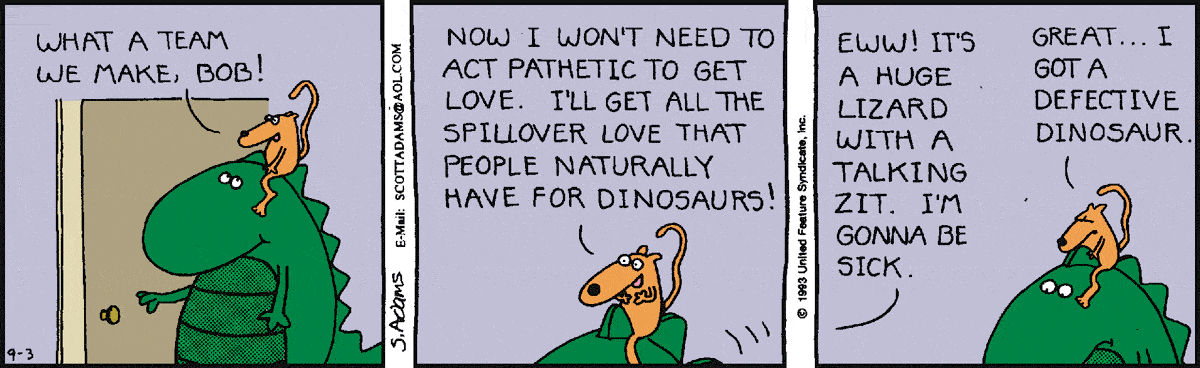 WHAT A TEAM
WE MAKE, BOB!
9-3
S.Adams
E-Mail: SCOTTADAMS@AOL.COM
NOW I WON'T NEED TO
ACT PATHETIC TO GET
LOVE. I'LL GET ALL THE
SPILLOVER LOVE THAT
PEOPLE NATURALLY
HAVE FOR DINOSAURS!
© 1993 United Feature Syndicate, Inc.
EWW! IT'S
A HUGE
LIZARD
WITH A
TALKING
ZIT. I'M
GONNA BE
SICK.
GREAT... I
GOT A
DEFECTIVE
DINOSAUR.